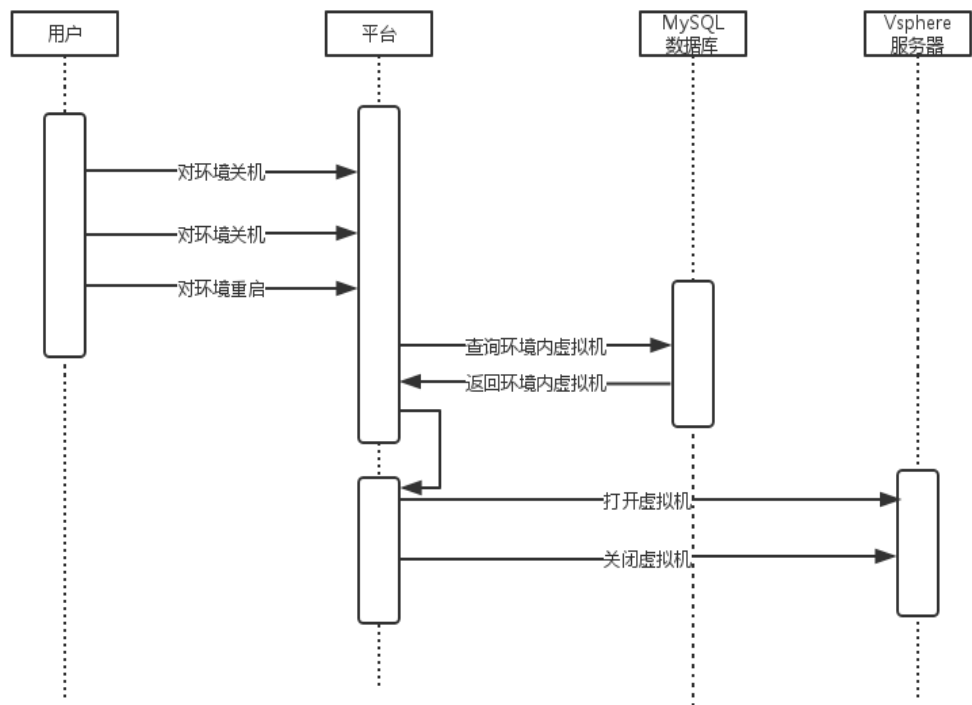 用户
平台
MySQL
数据库
Vsphere
服务器
对环境关机
对环境关机
对环境重启
查询环境内虚拟机
返回环境内虚拟机
打开虚拟机
关闭虚拟机